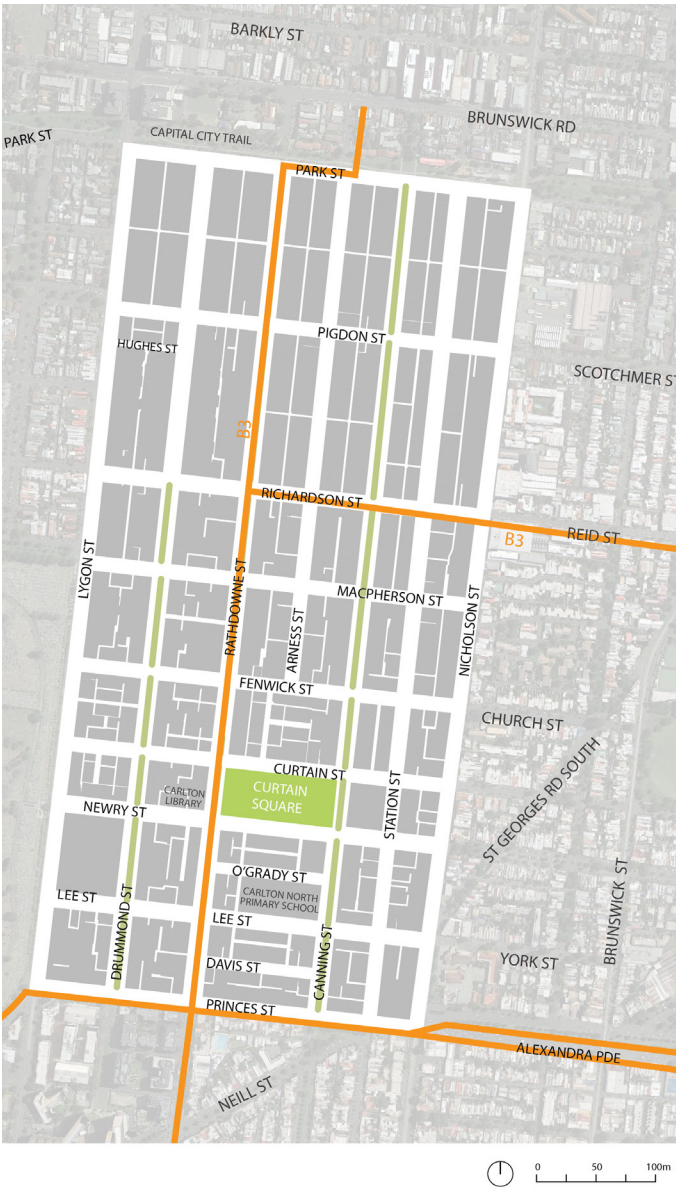 BARKLY ST
BRUNSWICK RD
PARK ST
CAPITAL CITY TRAIL
PARK ST
PIGDON ST
HUGHES ST
SCOTCHMER ST
B3
RICHARDSON ST
B3
REID ST
LYGON ST
RATHDOWNE ST
MACPHERSON ST
ARNESS ST
NICHOLSON ST
FENWICK ST
CHURCH ST
CURTAIN ST
CURTAIN
SQUARE
CARLTON
LIBRARY
STATION ST
ST GEORGES RD SOUTH
NEWRY ST
O'GRADY ST
CARLTON NORTH
PRIMARY SCHOOL
LEE ST
LEE ST
DRUMMOND ST
CANNING ST
BRUNSWICK ST
YORK ST
DAVIS ST
PRINCES ST
ALEXANDRA PDE
NEILL ST
0 50 100m